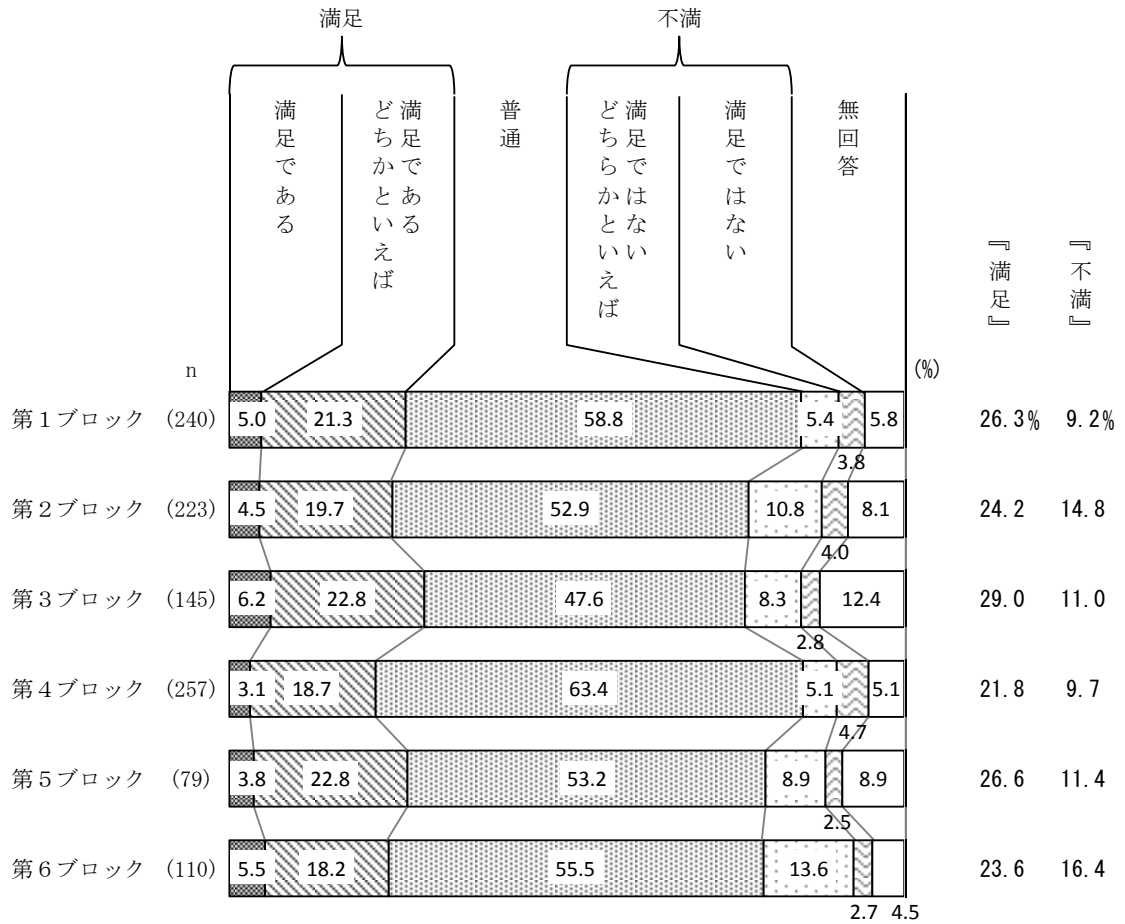 満足
不満
満足である
どちかといえば
満足である
普通
どちらかといえば
満足ではない
満足ではない
無回答
『満足』
『不満』
n
(%)
第1ブロック (240) 5.0 21.3 58.8 5.4 3.8 5.8 26.3% 9.2%
第2ブロック (223) 4.5 19.7 52.9 10.8 4.0 8.1 24.2 14.8
第3ブロック (145) 6.2 22.8 47.6 8.3 2.8 12.4 29.0 11.0
第4ブロック (257) 3.1 18.7 63.4 5.1 4.7 5.1 21.8 9.7
第5ブロック (79) 3.8 22.8 53.2 8.9 2.5 8.9 26.6 11.4
第6ブロック (110) 5.5 18.2 55.5 13.6 2.7 4.5 23.6 16.4